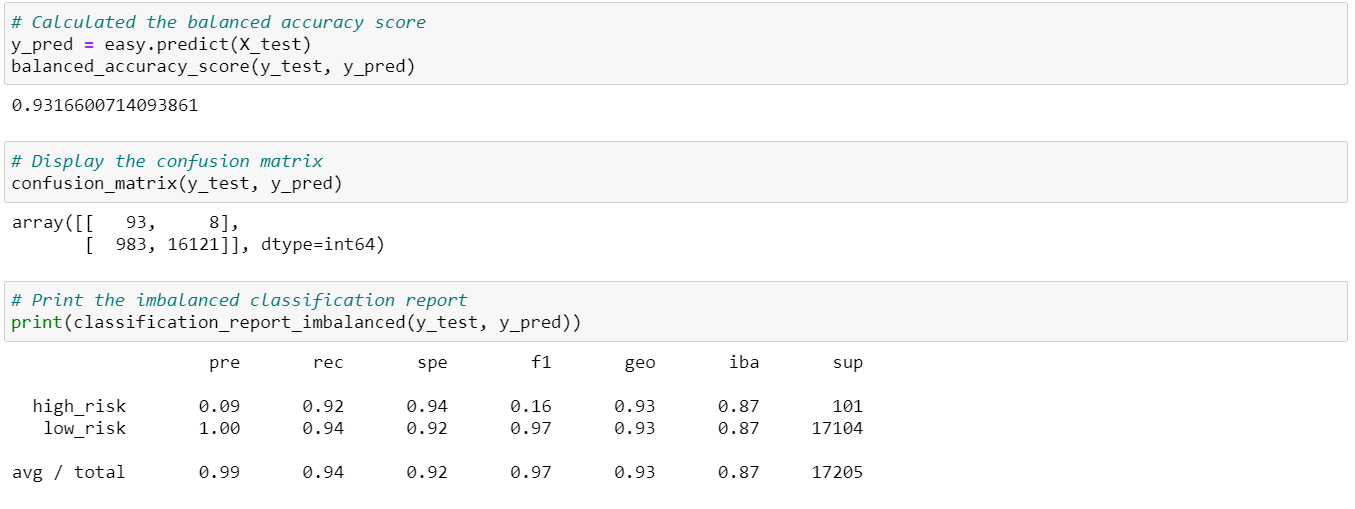 # Calculated the balanced accuracy score
y_pred = easy.predict(X_test)
balanced_accuracy_score(y_test, y_pred)
0.9316600714093861
# Display the confusion matrix
confusion_matrix(y_test, y_pred)
array([[   93,     8],
       [  983, 16121]], dtype=int64)
# Print the imbalanced classification report
print(classification_report_imbalanced(y_test, y_pred))
pre rec spe f1 geo iba sup
high_risk 0.09 0.92 0.94 0.16 0.93 0.87 101
low_risk 1.00 0.94 0.92 0.97 0.93 0.87 17104
avg / total 0.99 0.94 0.92 0.97 0.93 0.87 17205